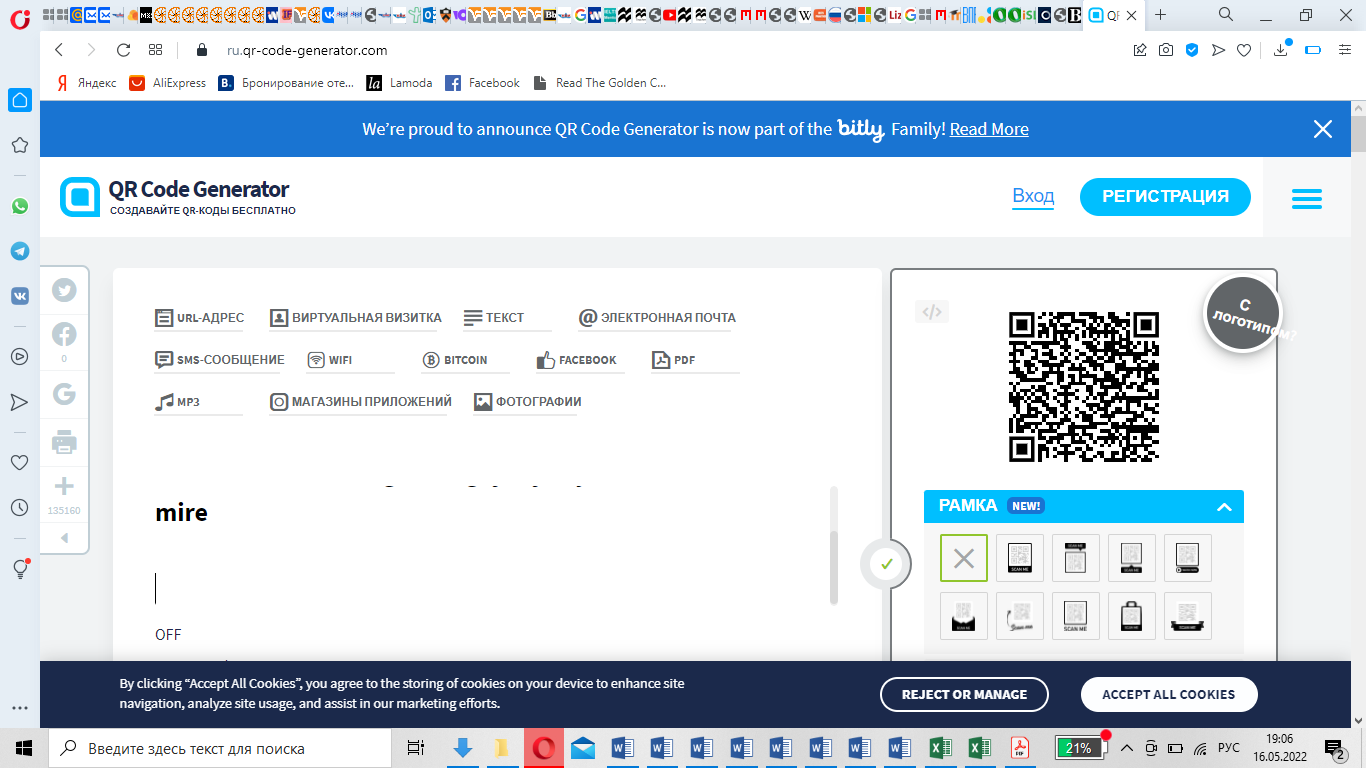 ru.qr-code-generator.com
Яндекс
AliExpress
Бронирование оте...
Lamoda
Facebook
Read The Golden C...
We're proud to announce QR Code Generator is now part of the bitly Family! Read More
QR Code Generator
СОЗДАВАЙТЕ QR-КОДЫ БЕСПЛАТНО
Вход
РЕГИСТРАЦИЯ
0
135160
URL-АДРЕС
ВИРТУАЛЬНАЯ ВИЗИТКА
ТЕКСТ
ЭЛЕКТРОННАЯ ПОЧТА
SMS-СООБЩЕНИЕ
WIFI
BITCOIN
FACEBOOK
PDF
MP3
МАГАЗИНЫ ПРИЛОЖЕНИЙ
ФОТОГРАФИИ
mire
OFF
С
логотипом?
РАМКА NEW!
By clicking “Accept All Cookies”, you agree to the storing of cookies on your device to enhance site
navigation, analyze site usage, and assist in our marketing efforts.
REJECT OR MANAGE
ACCEPT ALL COOKIES
Введите здесь текст для поиска
21%
РУС
19:06
16.05.2022
2